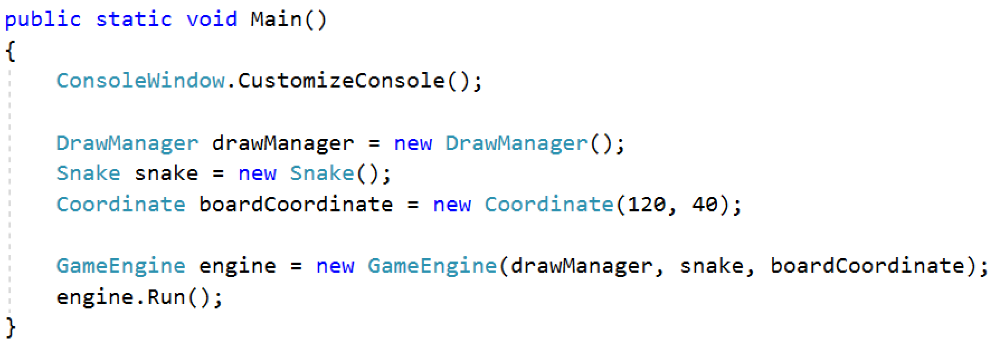 public static void Main()
{
    ConsoleWindow.CustomizeConsole();
    DrawManager drawManager = new DrawManager();
    Snake snake = new Snake();
    Coordinate boardCoordinate = new Coordinate(120, 40);
    GameEngine engine = new GameEngine(drawManager, snake, boardCoordinate);
    engine.Run();
}